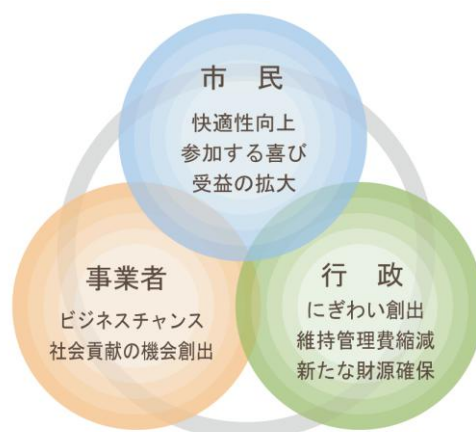 市　民
快適性向上
参加する喜び
受益の拡大
事業者
ビジネスチャンス
社会貢献の機会創出
行　政
にぎわい創出
維持管理費縮減
新たな財源確保